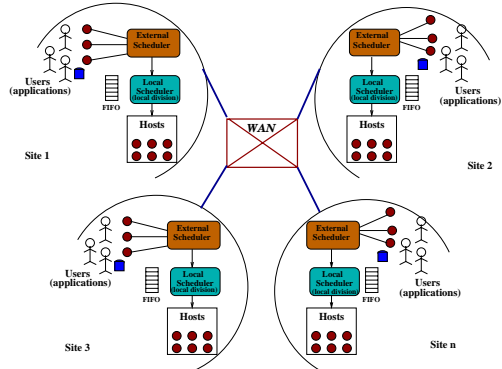 External
Scheduler
Users
(applications)
Local
Scheduler
(local division)
FIFO
Hosts
Site 1
External
Scheduler
Local
Scheduler
(local division)
FIFO
Users
(applications)
Hosts
Site 2
WAN
External
Scheduler
Users
(applications)
Local
Scheduler
(local division)
FIFO
Hosts
Site 3
External
Scheduler
Local
Scheduler
(local division)
FIFO
Users
(applications)
Hosts
Site n